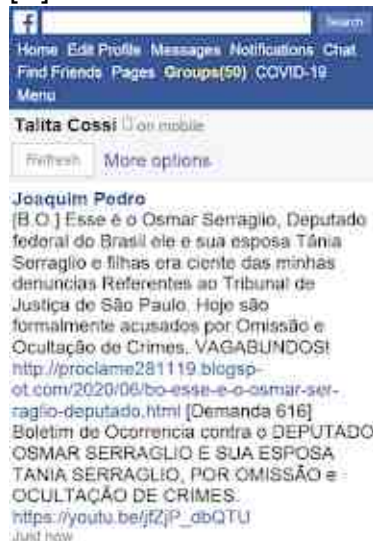 f
Search
Home Edit Profile Messages Notifications Chat
Find Friends Pages Groups(50) COVID-19
Menu
Talita Cossi on mobile
Refresh More options
Joaquim Pedro
[B.O.] Esse é o Osmar Serraglio, Deputado
federal do Brasil ele e sua esposa Tânia
Serraglio e filhas era ciente das minhas
denuncias Referentes ao Tribunal de
Justiça de São Paulo. Hoje são
formalmente acusados por Omissão e
Ocultação de Crimes. VAGABUNDOS!
http://proclame281119.blogsp-
ot.com/2020/06/bo-esse-e-o-osmar-ser-
raglio-deputado.html [Demanda 616]
Boletim de Ocorrencia contra o DEPUTADO
OSMAR SERRAGLIO E SUA ESPOSA
TANIA SERRAGLIO, POR OMISSÃO e
OCULTAÇÃO DE CRIMES.
https://youtu.be/jfZjP_dbQTU
Just now